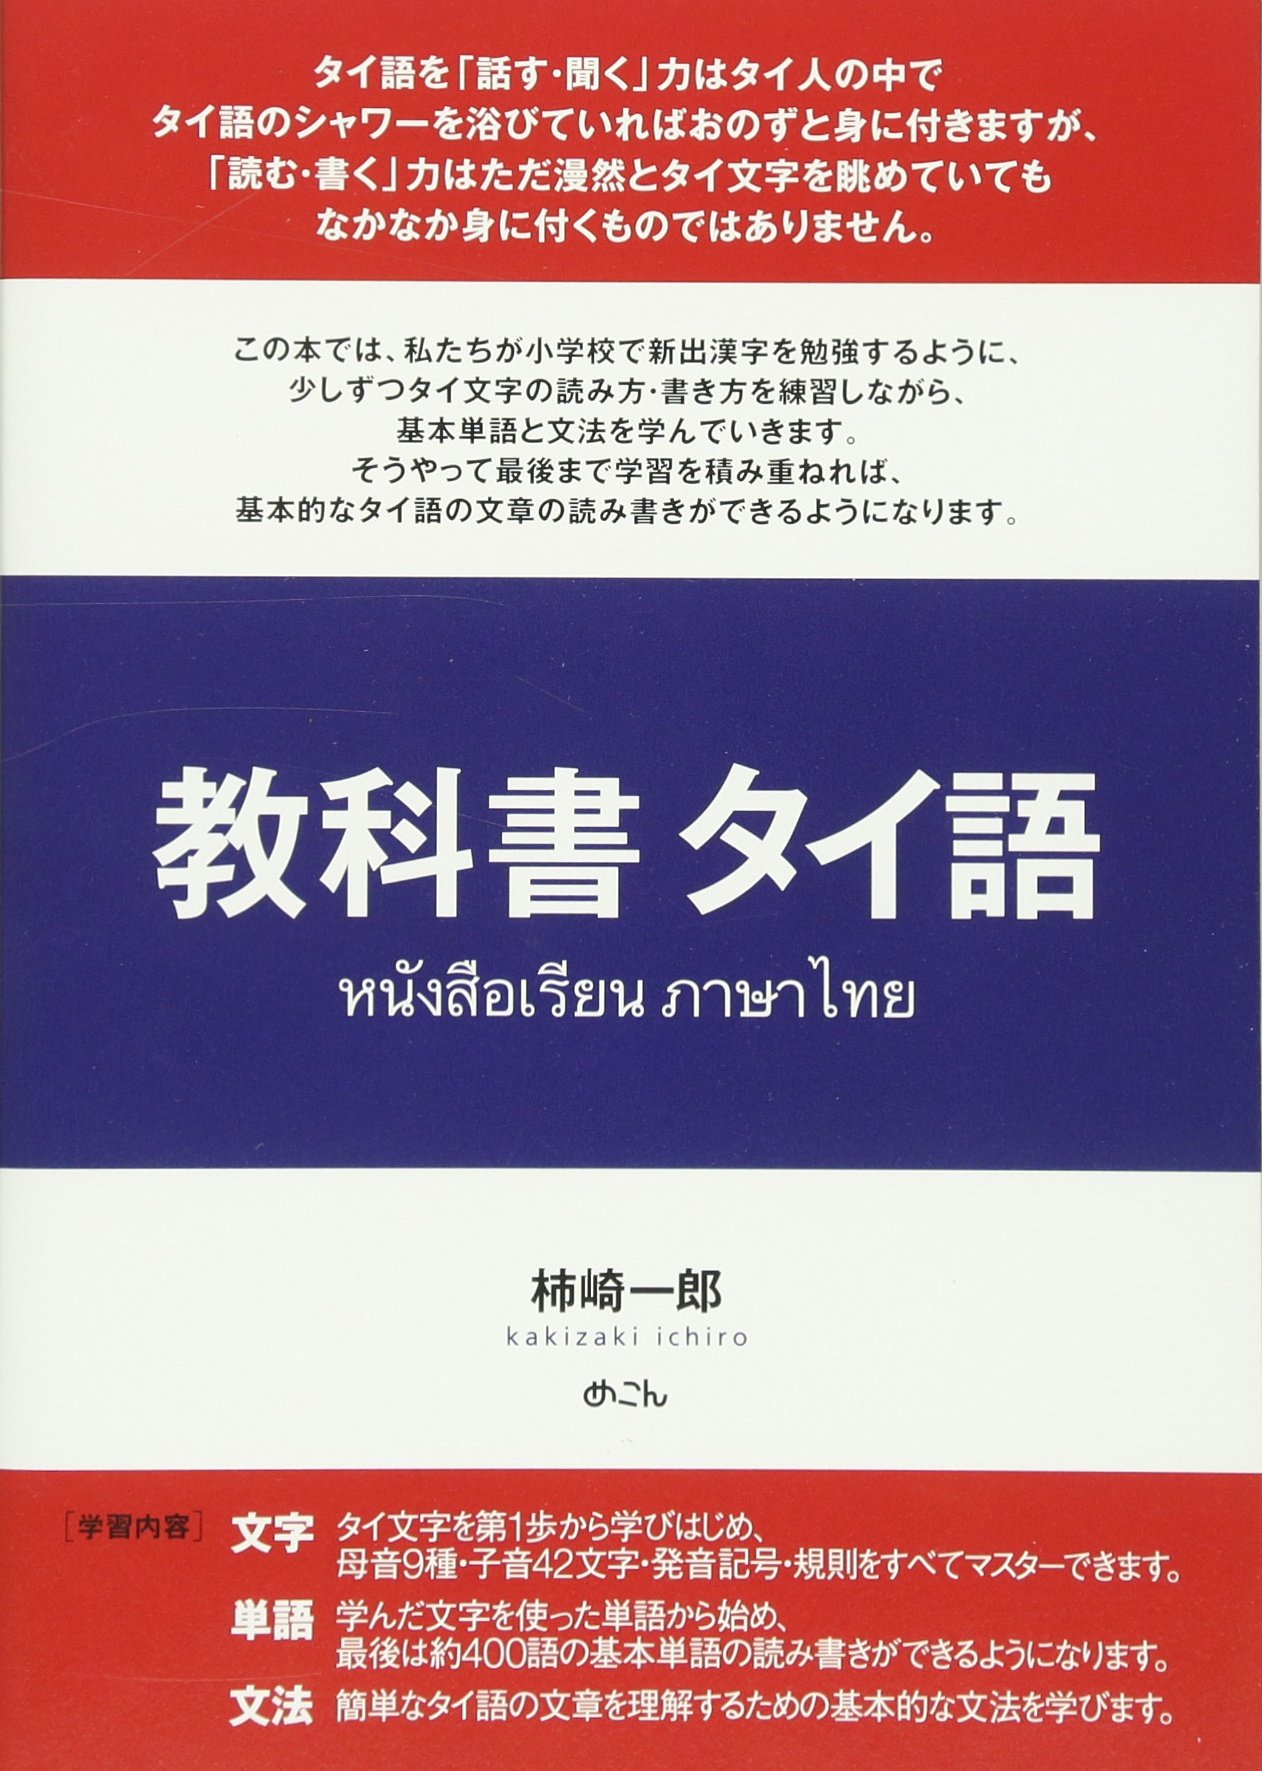 タイ語を「話す・聞く」力はタイ人の中で
タイ語のシャワーを浴びていればおのずと身に付きますが、
「読む・書く」力はただ漫然とタイ文字を眺めていても
なかなか身に付くものではありません。
この本では、私たちが小学校で新出漢字を勉強するように、
少しずつタイ文字の読み方・書き方を練習しながら、
基本単語と文法を学んでいきます。
そうやって最後まで学習を積み重ねれば、
基本的なタイ語の文章の読み書きができるようになります。
教科書 タイ語
หนังสือเรียน ภาษาไทย
柿崎一郎
kakizaki ichiro
めこん
［学習内容］ 文字 タイ文字を第1歩から学びはじめ、
母音9種・子音42文字・発音記号・規則をすべてマスターできます。
単語 学んだ文字を使った単語から始め、
最後は約400語の基本単語の読み書きができるようになります。
文法 簡単なタイ語の文章を理解するための基本的な文法を学びます。